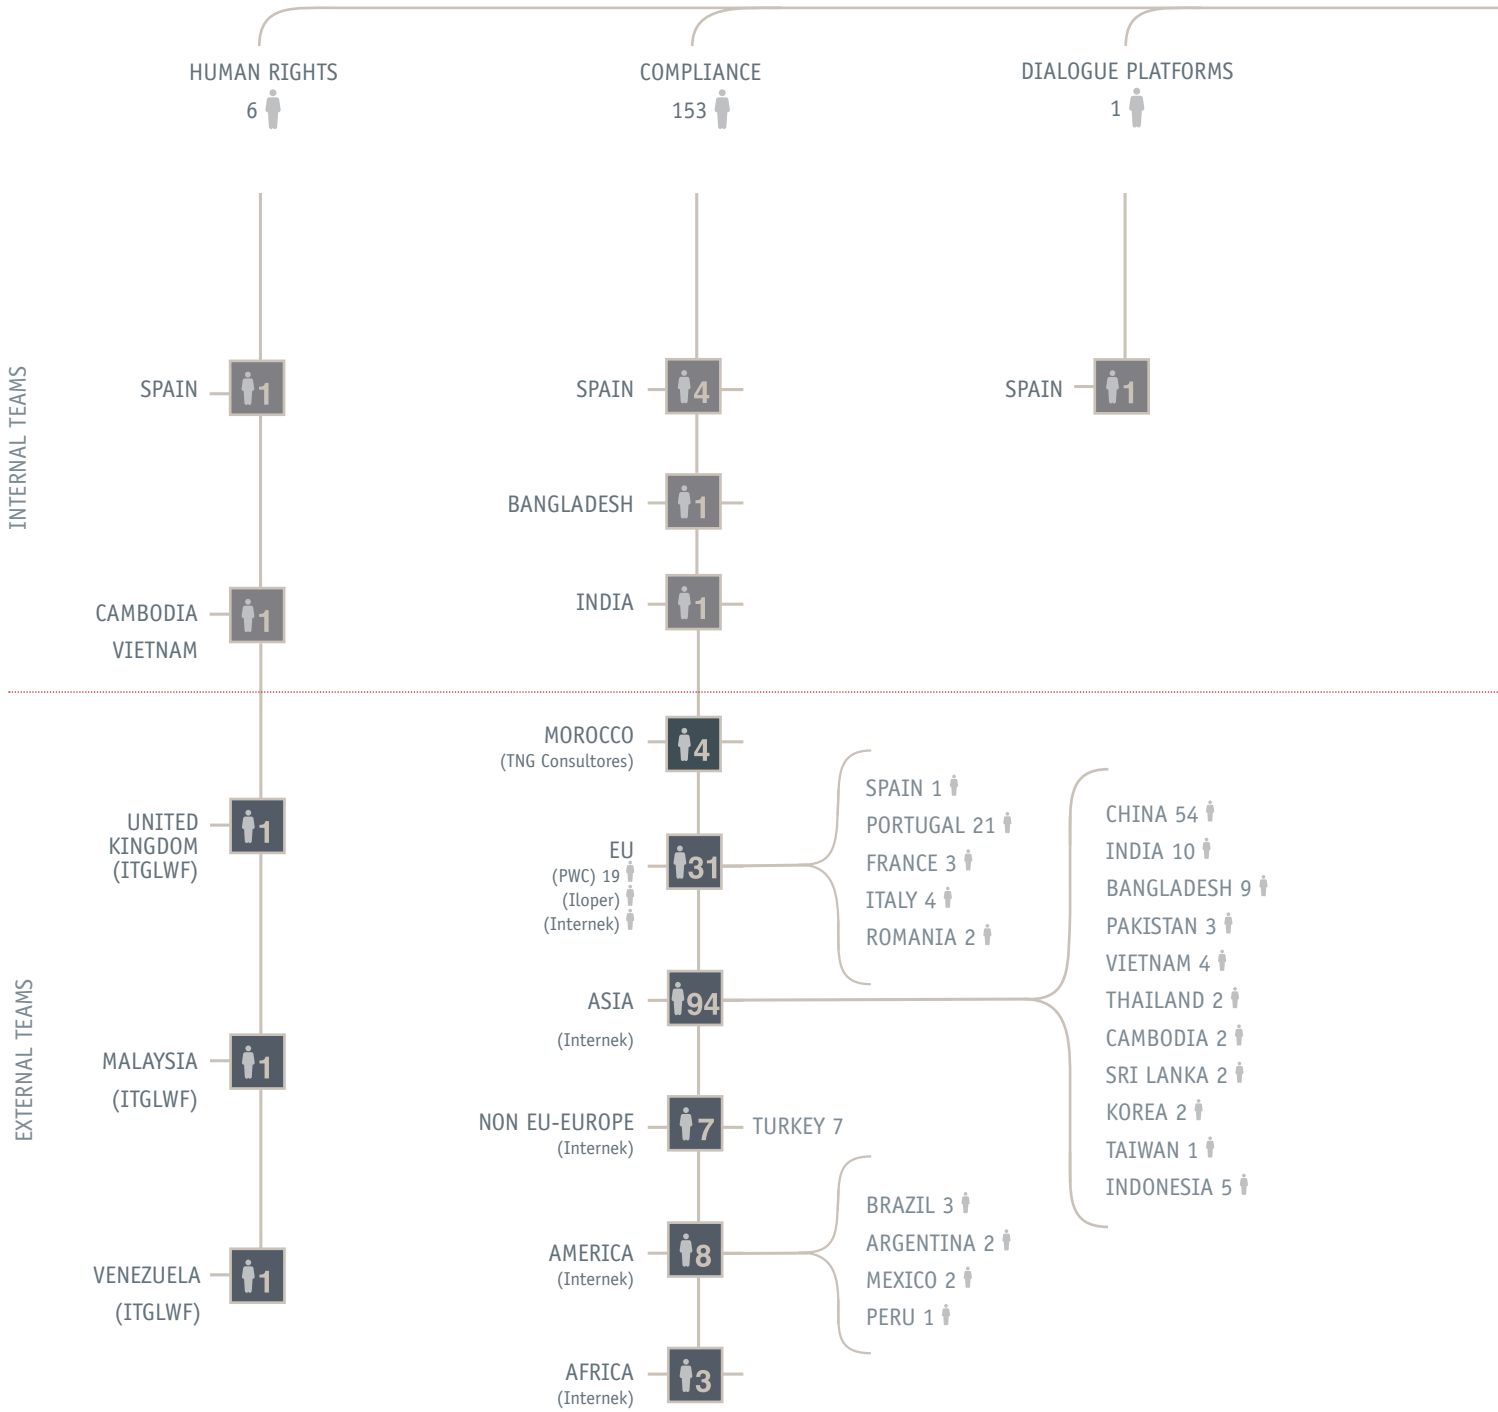 HUMAN RIGHTS
6
COMPLIANCE
153
DIALOGUE PLATFORMS
1
INTERNAL TEAMS
SPAIN
1
CAMBODIA
1
VIETNAM
SPAIN
4
BANGLADESH
1
INDIA
1
SPAIN
1
EXTERNAL TEAMS
UNITED
KINGDOM
(ITGLWF)
1
MALAYSIA
(ITGLWF)
1
VENEZUELA
(ITGLWF)
1
MOROCCO
(TNG Consultores)
4
EU
(PWC) 19
(Iloper)
(Internek)
31
SPAIN 1
PORTUGAL 21
FRANCE 3
ITALY 4
ROMANIA 2
ASIA
(Internek)
94
CHINA 54
INDIA 10
BANGLADESH 9
PAKISTAN 3
VIETNAM 4
THAILAND 2
CAMBODIA 2
SRI LANKA 2
KOREA 2
TAIWAN 1
INDONESIA 5
NON EU-EUROPE
(Internek)
7
TURKEY 7
AMERICA
(Internek)
8
BRAZIL 3
ARGENTINA 2
MEXICO 2
PERU 1
AFRICA
(Internek)
3